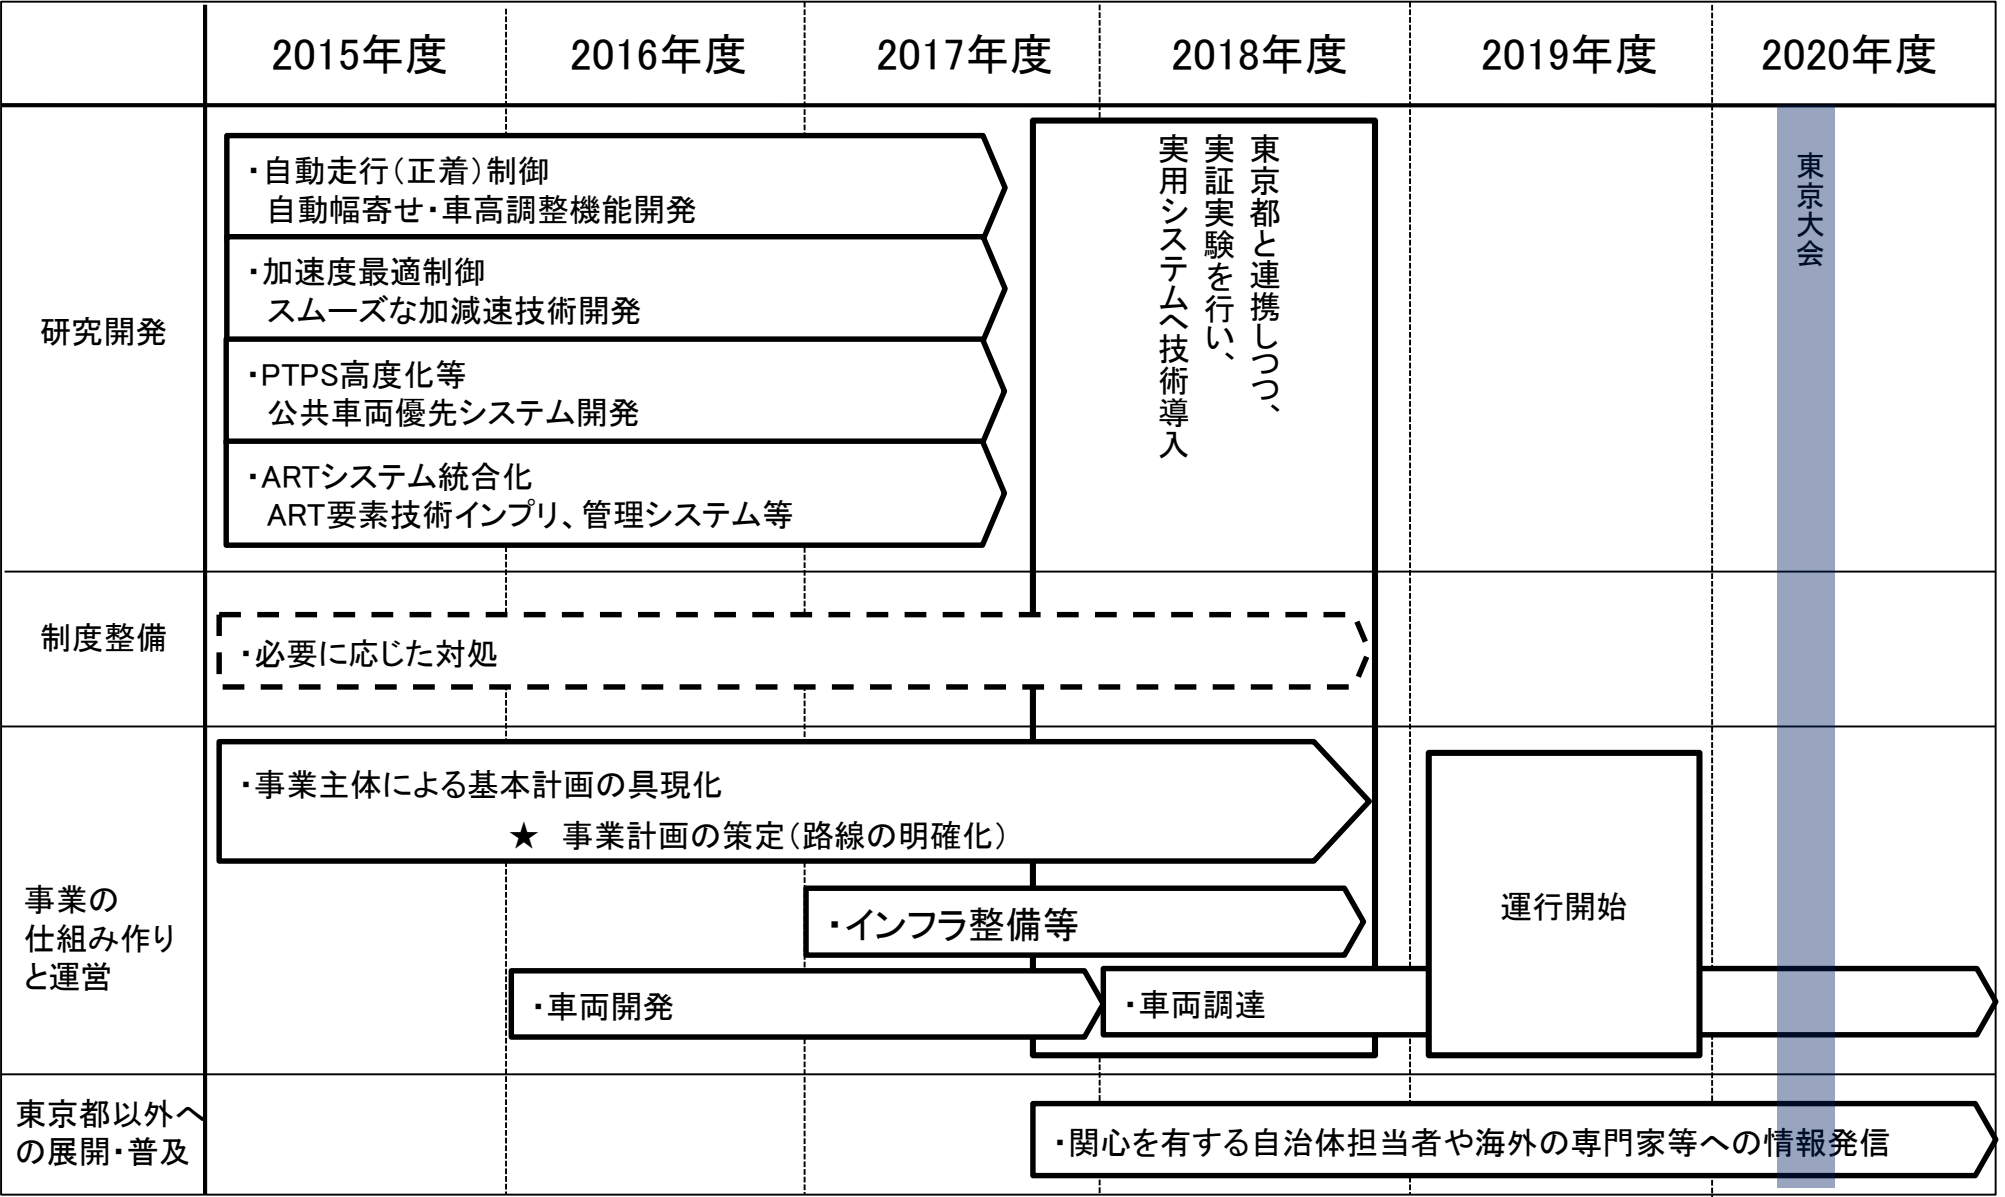 2015年度
2016年度
2017年度
2018年度
2019年度
2020年度
研究開発
・自動走行（正着）制御
自動幅寄せ・車高調整機能開発
・加速度最適制御
スムーズな加減速技術開発
・PTPS高度化等
公共車両優先システム開発
・ARTシステム統合化
ART要素技術インプリ、管理システム等
東京都と連携しつつ、
実証実験を行い、
実用システムへ技術導入
東京大会
制度整備
・必要に応じた対処
事業の
仕組み作り
と運営
・事業主体による基本計画の具現化
★　事業計画の策定（路線の明確化）
・インフラ整備等
・車両開発
・車両調達
運行開始
東京都以外へ
の展開・普及
・関心を有する自治体担当者や海外の専門家等への情報発信